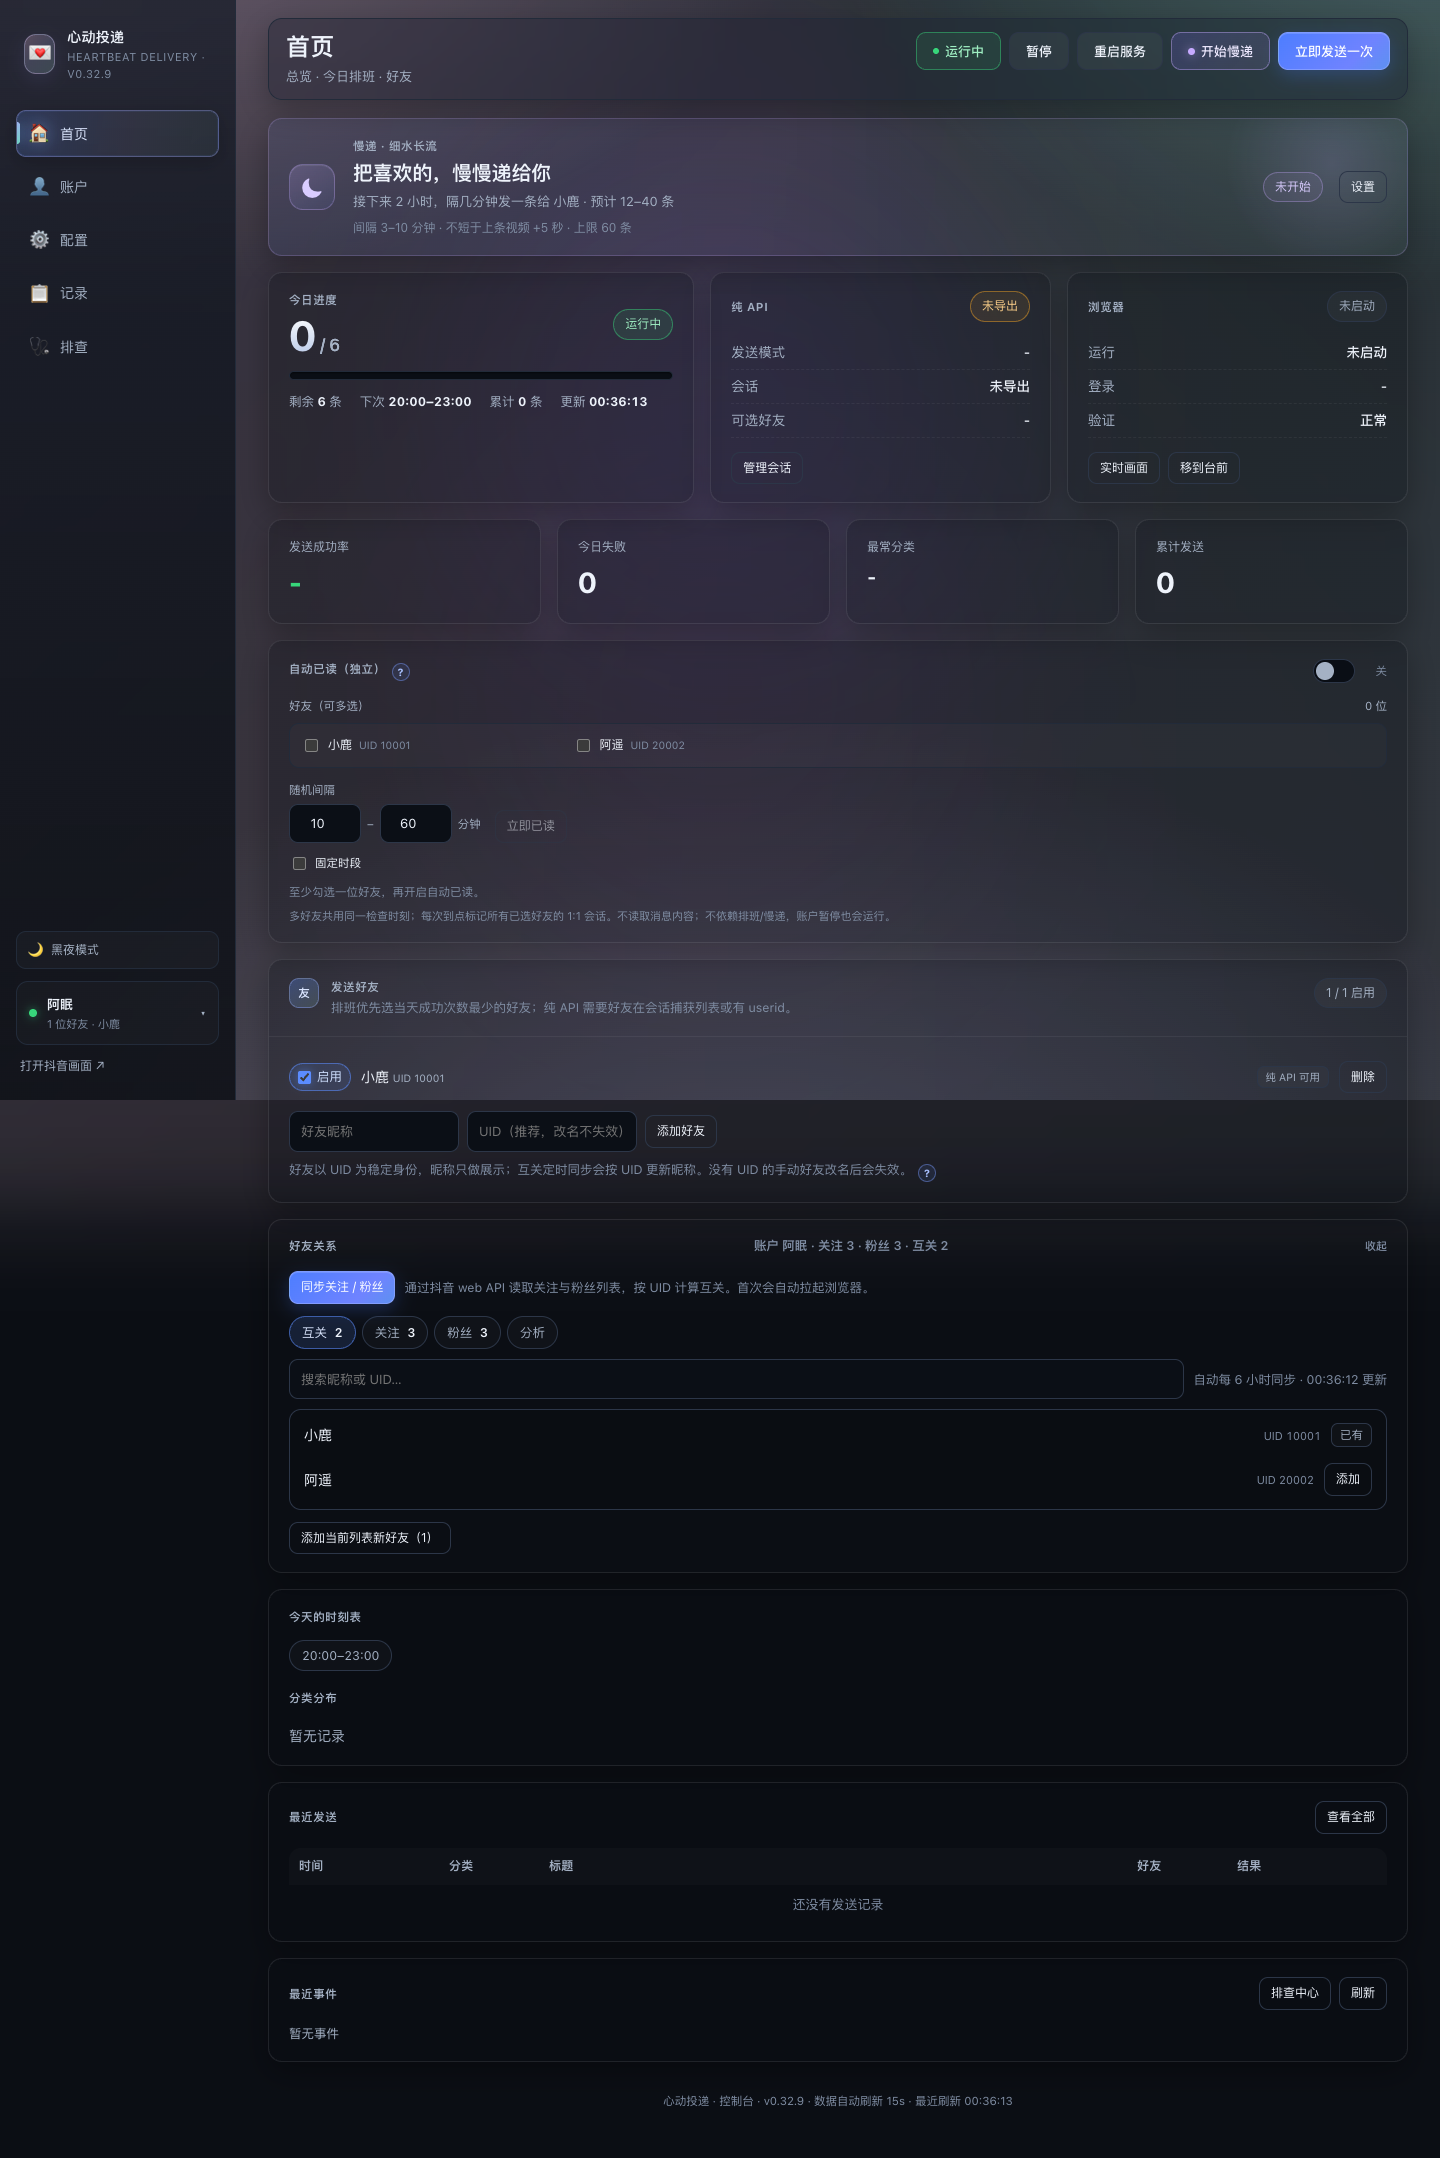 心动投递
HEARTBEAT DELIVERY ·
V0.32.9
首页
账户
配置
记录
排查
黑夜模式
阿眠
1 位好友 · 小鹿
打开抖音画面 ↗
首页
总览 · 今日排班 · 好友
运行中
暂停
重启服务
开始慢递
立即发送一次
慢递 · 细水长流
把喜欢的，慢慢递给你
接下来 2 小时，隔几分钟发一条给 小鹿 · 预计 12–40 条
间隔 3–10 分钟 · 不短于上条视频 +5 秒 · 上限 60 条
未开始
设置
今日进度
0 / 6
运行中
剩余 6 条 下次 20:00–23:00 累计 0 条 更新 00:36:13
纯 API
未导出
发送模式 -
会话 未导出
可选好友 -
管理会话
浏览器
未启动
运行 未启动
登录 -
验证 正常
实时画面
移到台前
发送成功率
-
今日失败
0
最常分类
-
累计发送
0
自动已读（独立） ?
关
好友（可多选）
0 位
小鹿 UID 10001
阿遥 UID 20002
随机间隔
10 – 60 分钟 立即已读
固定时段
至少勾选一位好友，再开启自动已读。
多好友共用同一检查时刻；每次到点标记所有已选好友的 1:1 会话。不读取消息内容；不依赖排班/慢递，账户暂停也会运行。
友
发送好友
排班优先选当天成功次数最少的好友；纯 API 需要好友在会话捕获列表或有 userid。
1 / 1 启用
启用 小鹿 UID 10001
纯 API 可用
删除
好友昵称
UID（推荐，改名不失效）
添加好友
好友以 UID 为稳定身份，昵称只做展示；互关定时同步会按 UID 更新昵称。没有 UID 的手动好友改名后会失效。 ?
好友关系
账户 阿眠 · 关注 3 · 粉丝 3 · 互关 2
收起
同步关注 / 粉丝
通过抖音 web API 读取关注与粉丝列表，按 UID 计算互关。首次会自动拉起浏览器。
互关 2
关注 3
粉丝 3
分析
搜索昵称或 UID…
自动每 6 小时同步 · 00:36:12 更新
小鹿 UID 10001 已有
阿遥 UID 20002 添加
添加当前列表新好友（1）
今天的时刻表
20:00–23:00
分类分布
暂无记录
最近发送
查看全部
时间 分类 标题 好友 结果
还没有发送记录
最近事件
排查中心
刷新
暂无事件
心动投递 · 控制台 · v0.32.9 · 数据自动刷新 15s · 最近刷新 00:36:13